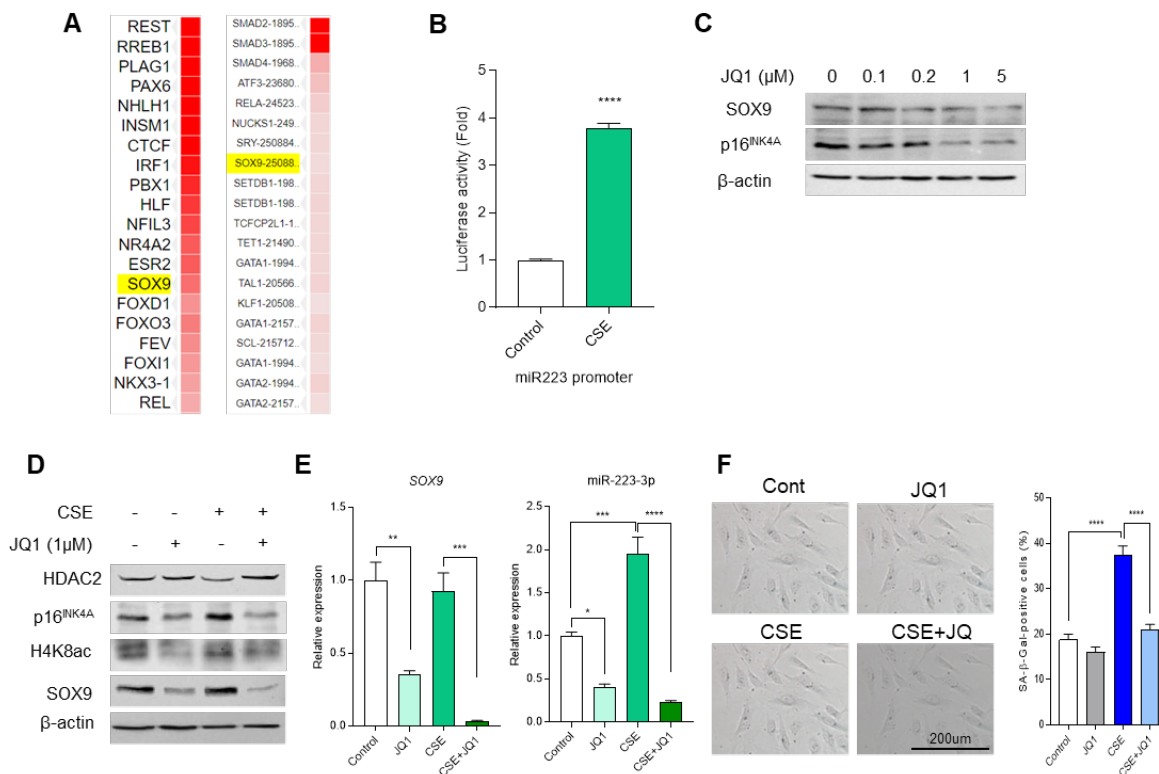 A
REST
RREB1
PLAG1
PAX6
NHLH1
INSM1
CTCF
IRF1
PBX1
HLF
NFIL3
NR4A2
ESR2
SOX9
FOXD1
FOXO3
FEV
FOXI1
NKX3-1
REL
SMAD2-1895..
SMAD3-1895..
SMAD4-1968..
ATF3-23680..
RELA-24523..
NUCKS1-249..
SRY-250884..
SOX9-25088..
SETDB1-198..
SETDB1-198..
TCFCP2L1-1..
TET1-21490..
GATA1-1994..
TAL1-20566..
KLF1-20508..
GATA1-2157..
SCL-215712..
GATA1-1994..
GATA2-1994..
GATA2-2157..
B
Luciferase activity (Fold)
5
4
3
2
1
0
****
Control
CSE
miR223 promoter
C
JQ1 (µM) 0 0.1 0.2 1 5
SOX9
p16INK4A
β-actin
D
CSE - - + +
JQ1 (1µM) - + - +
HDAC2
p16INK4A
H4K8ac
SOX9
β-actin
E
SOX9
Relative expression
1.5
1.0
0.5
0.0
**
***
Control
JQ1
CSE
CSE+JQ1
miR-223-3p
Relative expression
2.5
2.0
1.5
1.0
0.5
0.0
***
****
*
Control
JQ1
CSE
CSE+JQ1
F
Cont
JQ1
CSE
CSE+JQ
200um
SA-β-Gal-positive cells (%)
50
40
30
20
10
0
****
****
Control
JQ1
CSE
CSE+JQ1